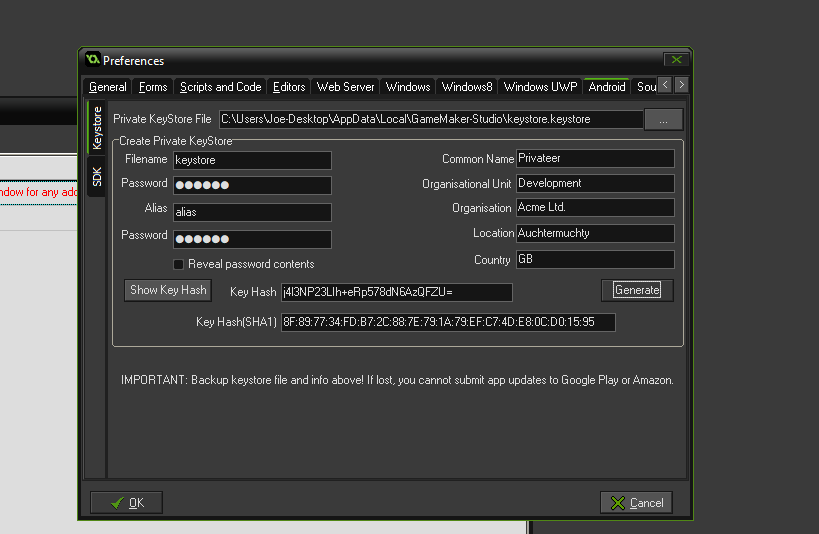 Preferences
General Forms Scripts and Code Editors Web Server Windows Windows8 Windows UWP Android Sou
Keystore
SDK
Private KeyStore File C:\Users\Joe-Desktop\AppData\Local\GameMaker-Studio\keystore.keystore ...
Create Private KeyStore
Filename keystore Common Name Privateer
Password ●●●●●● Organisational Unit Development
Alias alias Organisation Acme Ltd.
Password ●●●●●● Location Auchtermuchty
Reveal password contents Country GB
Show Key Hash Key Hash j4l3NP23LIh+eRp578dN6AzQFZU= Generate
Key Hash(SHA1) 8F:89:77:34:FD:B7:2C:88:7E:79:1A:79:EF:C7:4D:E8:0C:D0:15:95
IMPORTANT: Backup keystore file and info above! If lost, you cannot submit app updates to Google Play or Amazon.
OK Cancel
ndow for any add